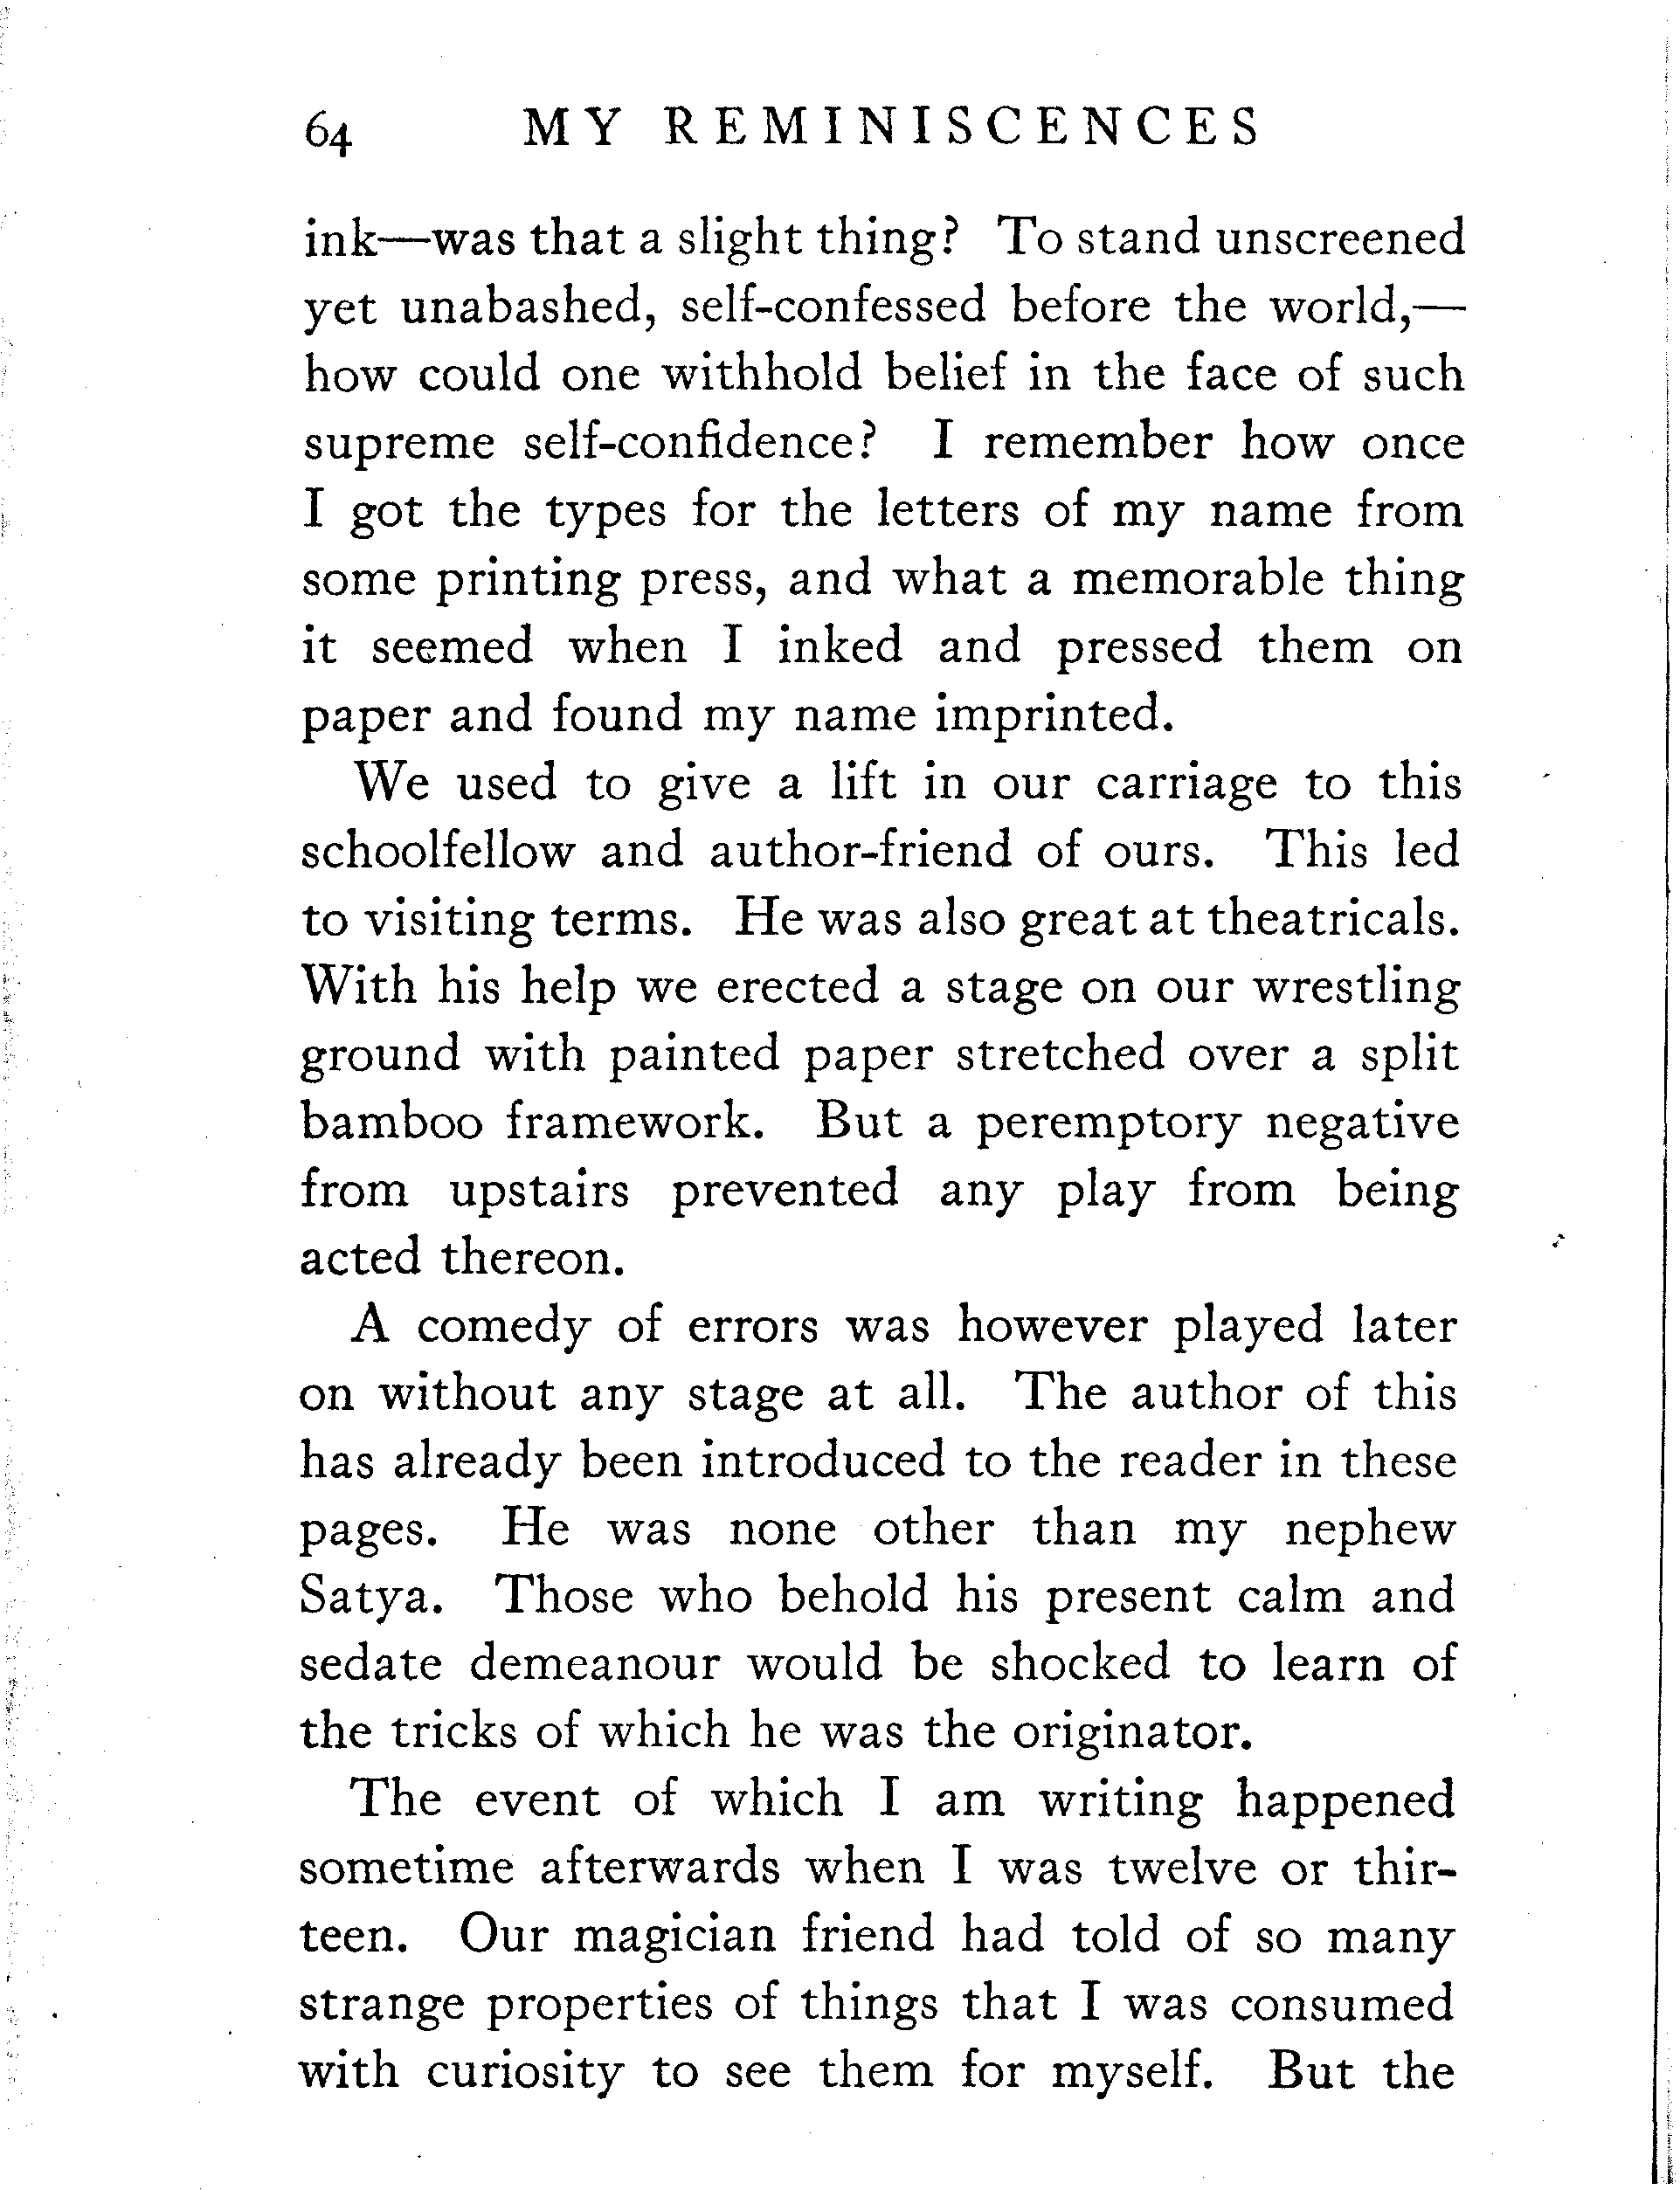 64 MY REMINISCENCES
ink—was that a slight thing? To stand unscreened
yet unabashed, self-confessed before the world,—
how could one withhold belief in the face of such
supreme self-confidence? I remember how once
I got the types for the letters of my name from
some printing press, and what a memorable thing
it seemed when I inked and pressed them on
paper and found my name imprinted.
We used to give a lift in our carriage to this
schoolfellow and author-friend of ours. This led
to visiting terms. He was also great at theatricals.
With his help we erected a stage on our wrestling
ground with painted paper stretched over a split
bamboo framework. But a peremptory negative
from upstairs prevented any play from being
acted thereon.
A comedy of errors was however played later
on without any stage at all. The author of this
has already been introduced to the reader in these
pages. He was none other than my nephew
Satya. Those who behold his present calm and
sedate demeanour would be shocked to learn of
the tricks of which he was the originator.
The event of which I am writing happened
sometime afterwards when I was twelve or thir-
teen. Our magician friend had told of so many
strange properties of things that I was consumed
with curiosity to see them for myself. But the